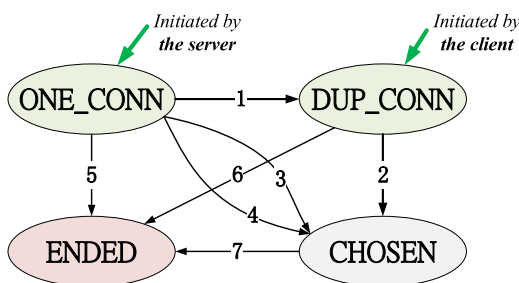 Initiated by
the server
Initiated by
the client
ONE_CONN
1
DUP_CONN
5
6
3
2
4
ENDED
7
CHOSEN